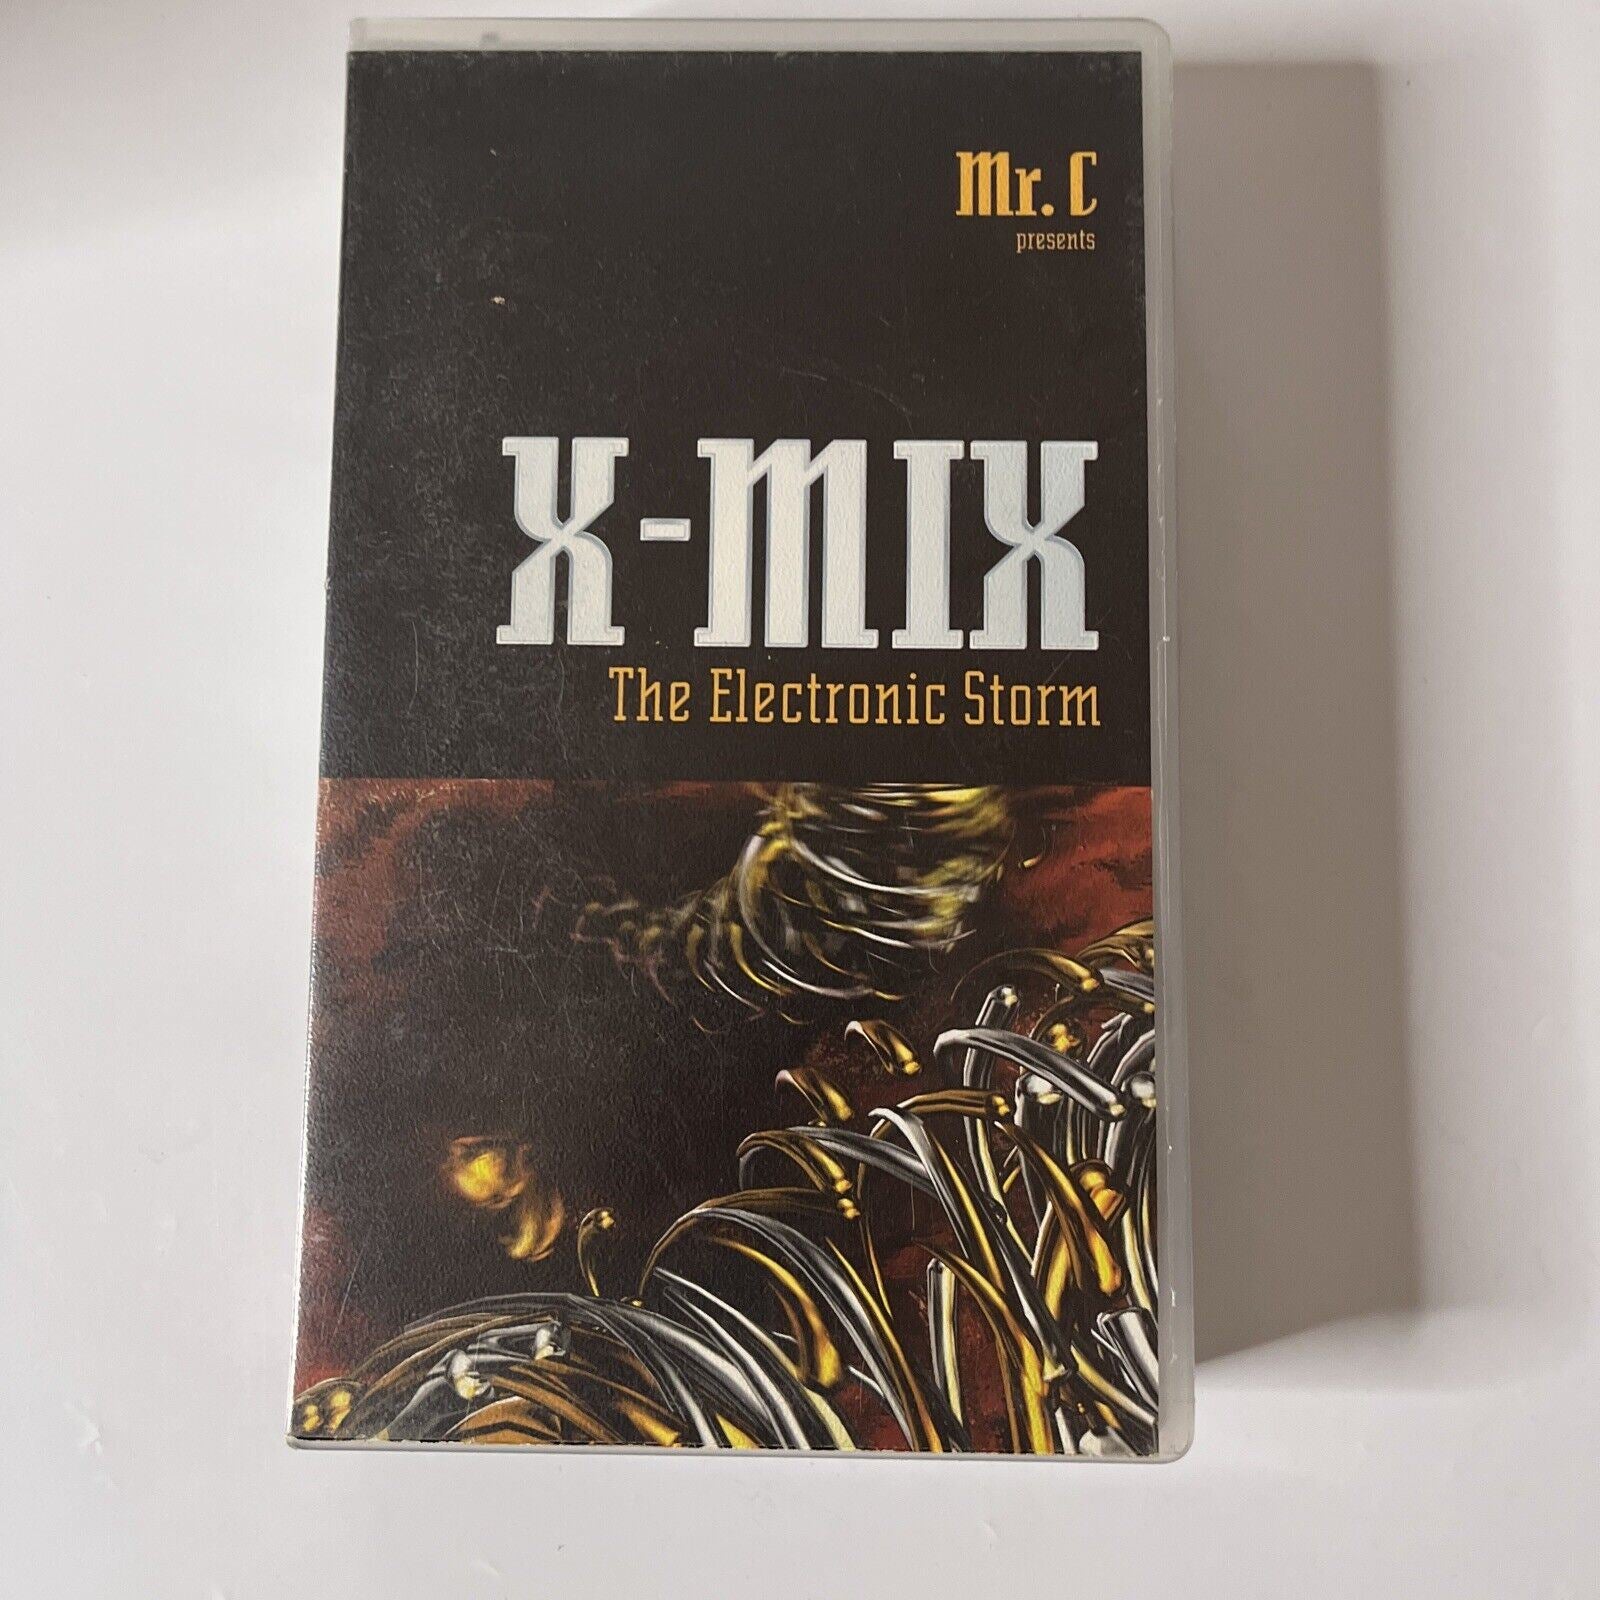 Mr. C
presents
X-MIX
The Electronic Storm